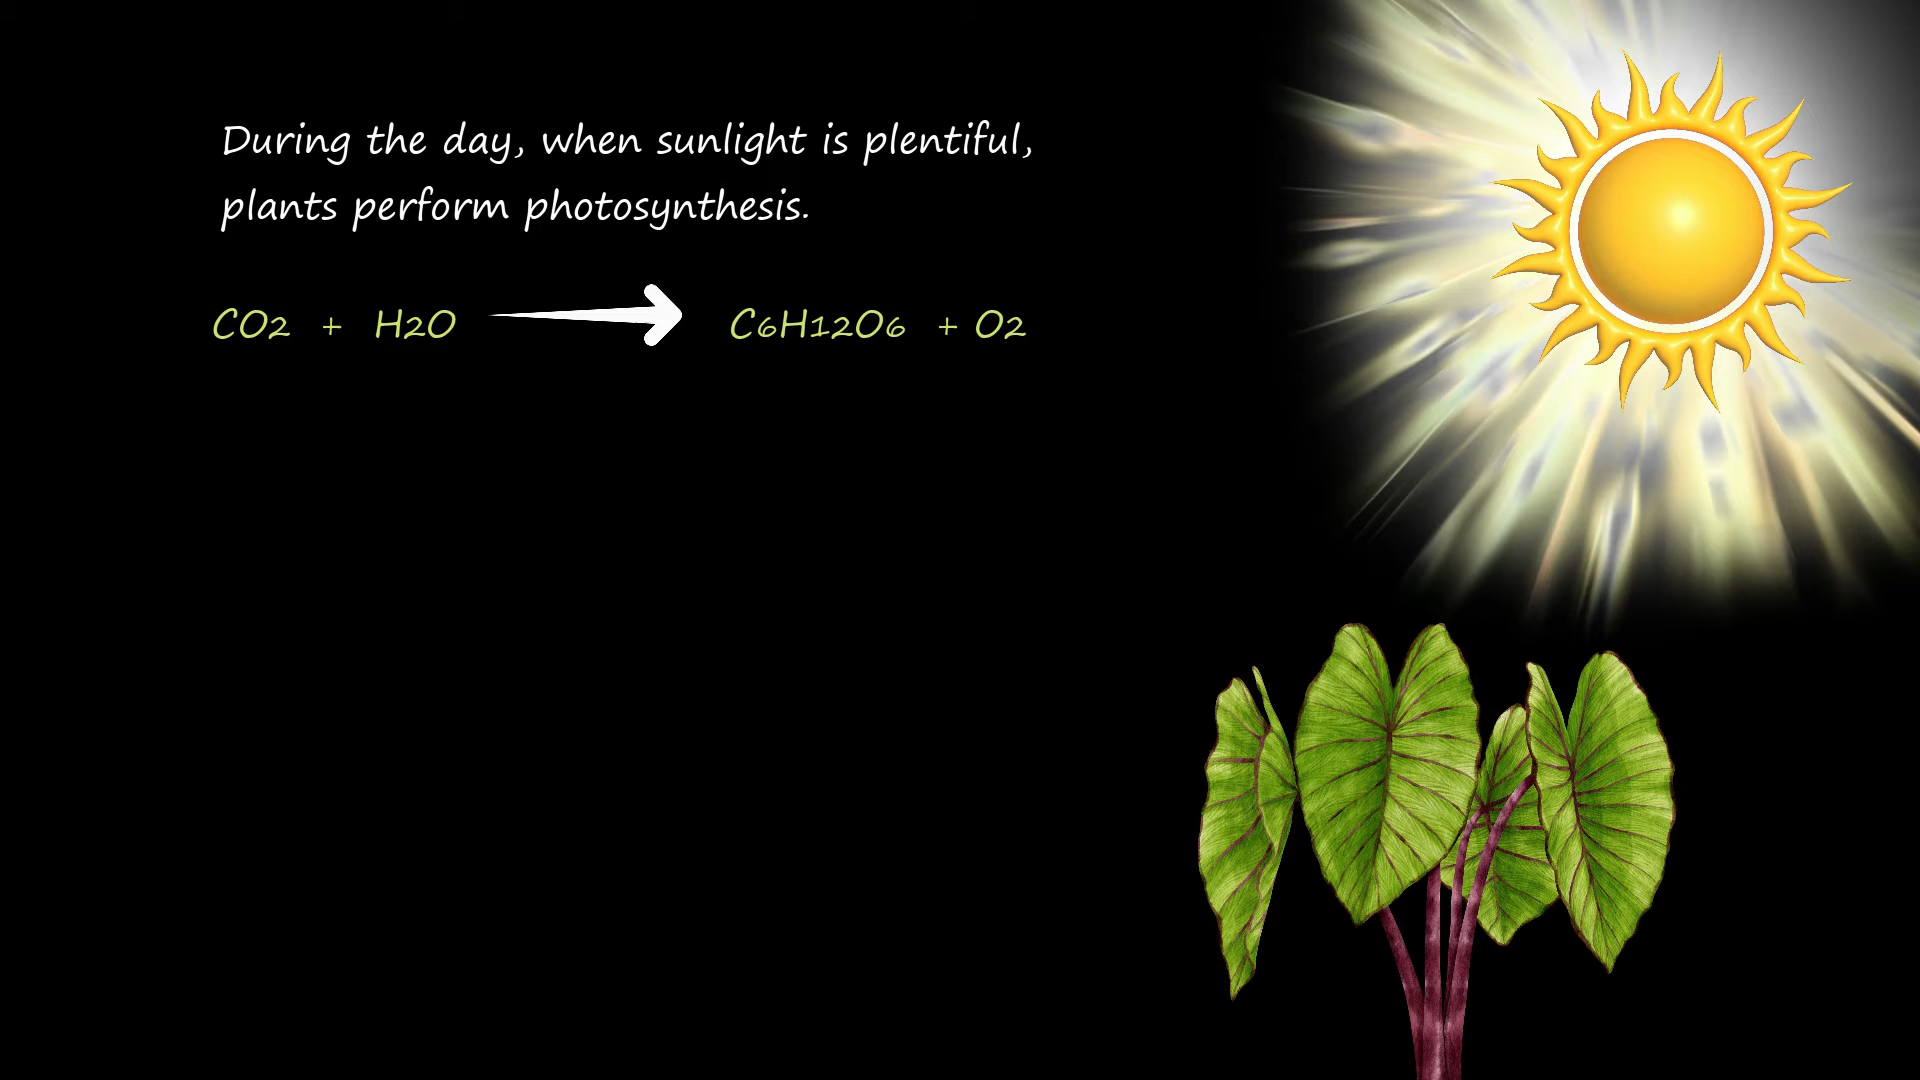 During the day, when sunlight is plentiful,
plants perform photosynthesis.
CO2 + H2O → C6H12O6 + O2